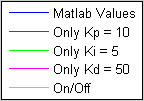 Matlab Values
Only Kp = 10
Only Ki = 5
Only Kd = 50
On/Off